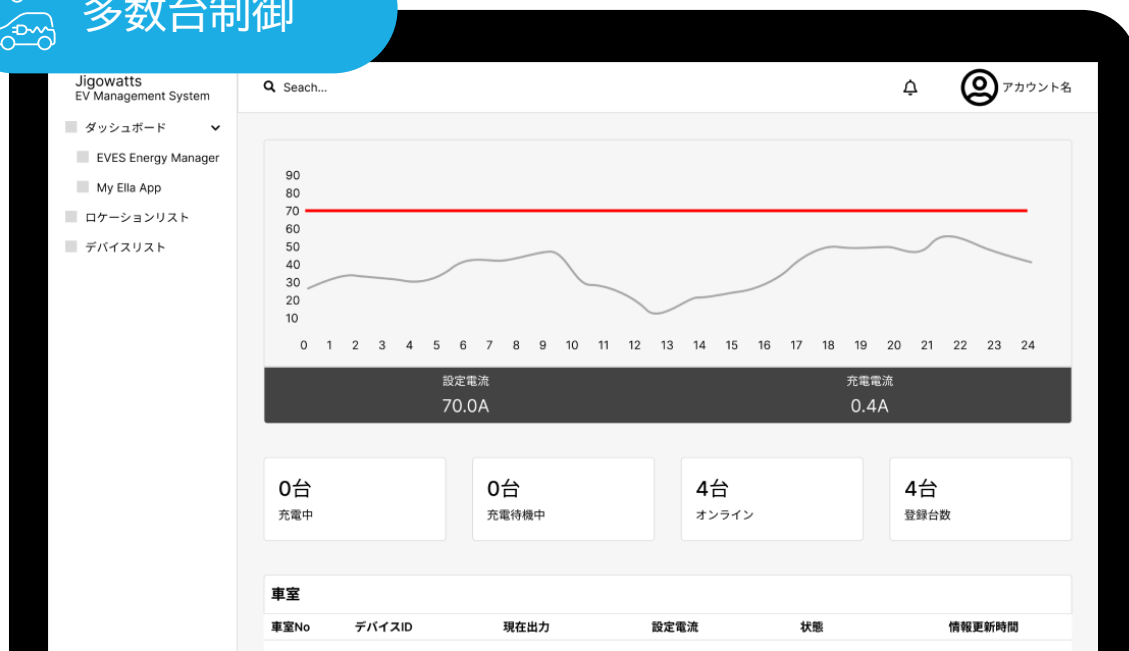 多数台制御
Jigowatts
EV Management System
Seach...
アカウント名
ダッシュボード
EVES Energy Manager
My Ella App
ロケーションリスト
デバイスリスト
90
80
70
60
50
40
30
20
10
0 1 2 3 4 5 6 7 8 9 10 11 12 13 14 15 16 17 18 19 20 21 22 23 24
設定電流 充電電流
70.0A 0.4A
0台 0台 4台 4台
充電中 充電待機中 オンライン 登録台数
車室
車室No デバイスID 現在出力 設定電流 状態 情報更新時間